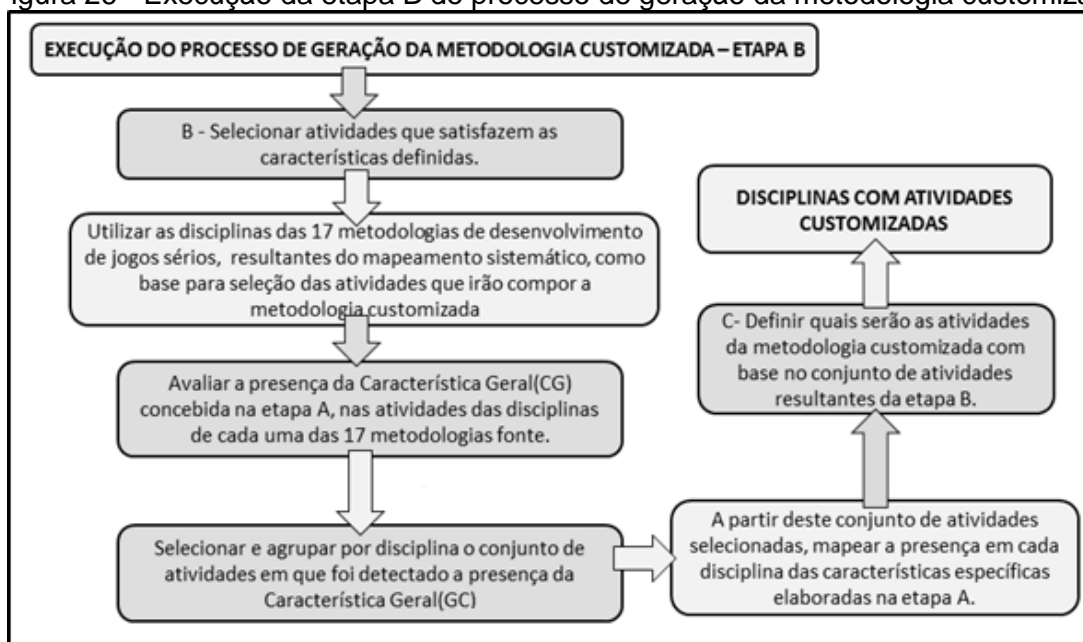 igura 20 - Execução da etapa B do processo de geração da metodologia customiza
EXECUÇÃO DO PROCESSO DE GERAÇÃO DA METODOLOGIA CUSTOMIZADA – ETAPA B
B - Selecionar atividades que satisfazem as
características definidas.
Utilizar as disciplinas das 17 metodologias de desenvolvimento
de jogos sérios, resultantes do mapeamento sistemático, como
base para seleção das atividades que irão compor a
metodologia customizada
Avaliar a presença da Característica Geral(CG)
concebida na etapa A, nas atividades das disciplinas
de cada uma das 17 metodologias fonte.
Selecionar e agrupar por disciplina o conjunto de
atividades em que foi detectado a presença da
Característica Geral(GC)
A partir deste conjunto de atividades
selecionadas, mapear a presença em cada
disciplina das características específicas
elaboradas na etapa A.
C- Definir quais serão as atividades
da metodologia customizada com
base no conjunto de atividades
resultantes da etapa B.
DISCIPLINAS COM ATIVIDADES
CUSTOMIZADAS